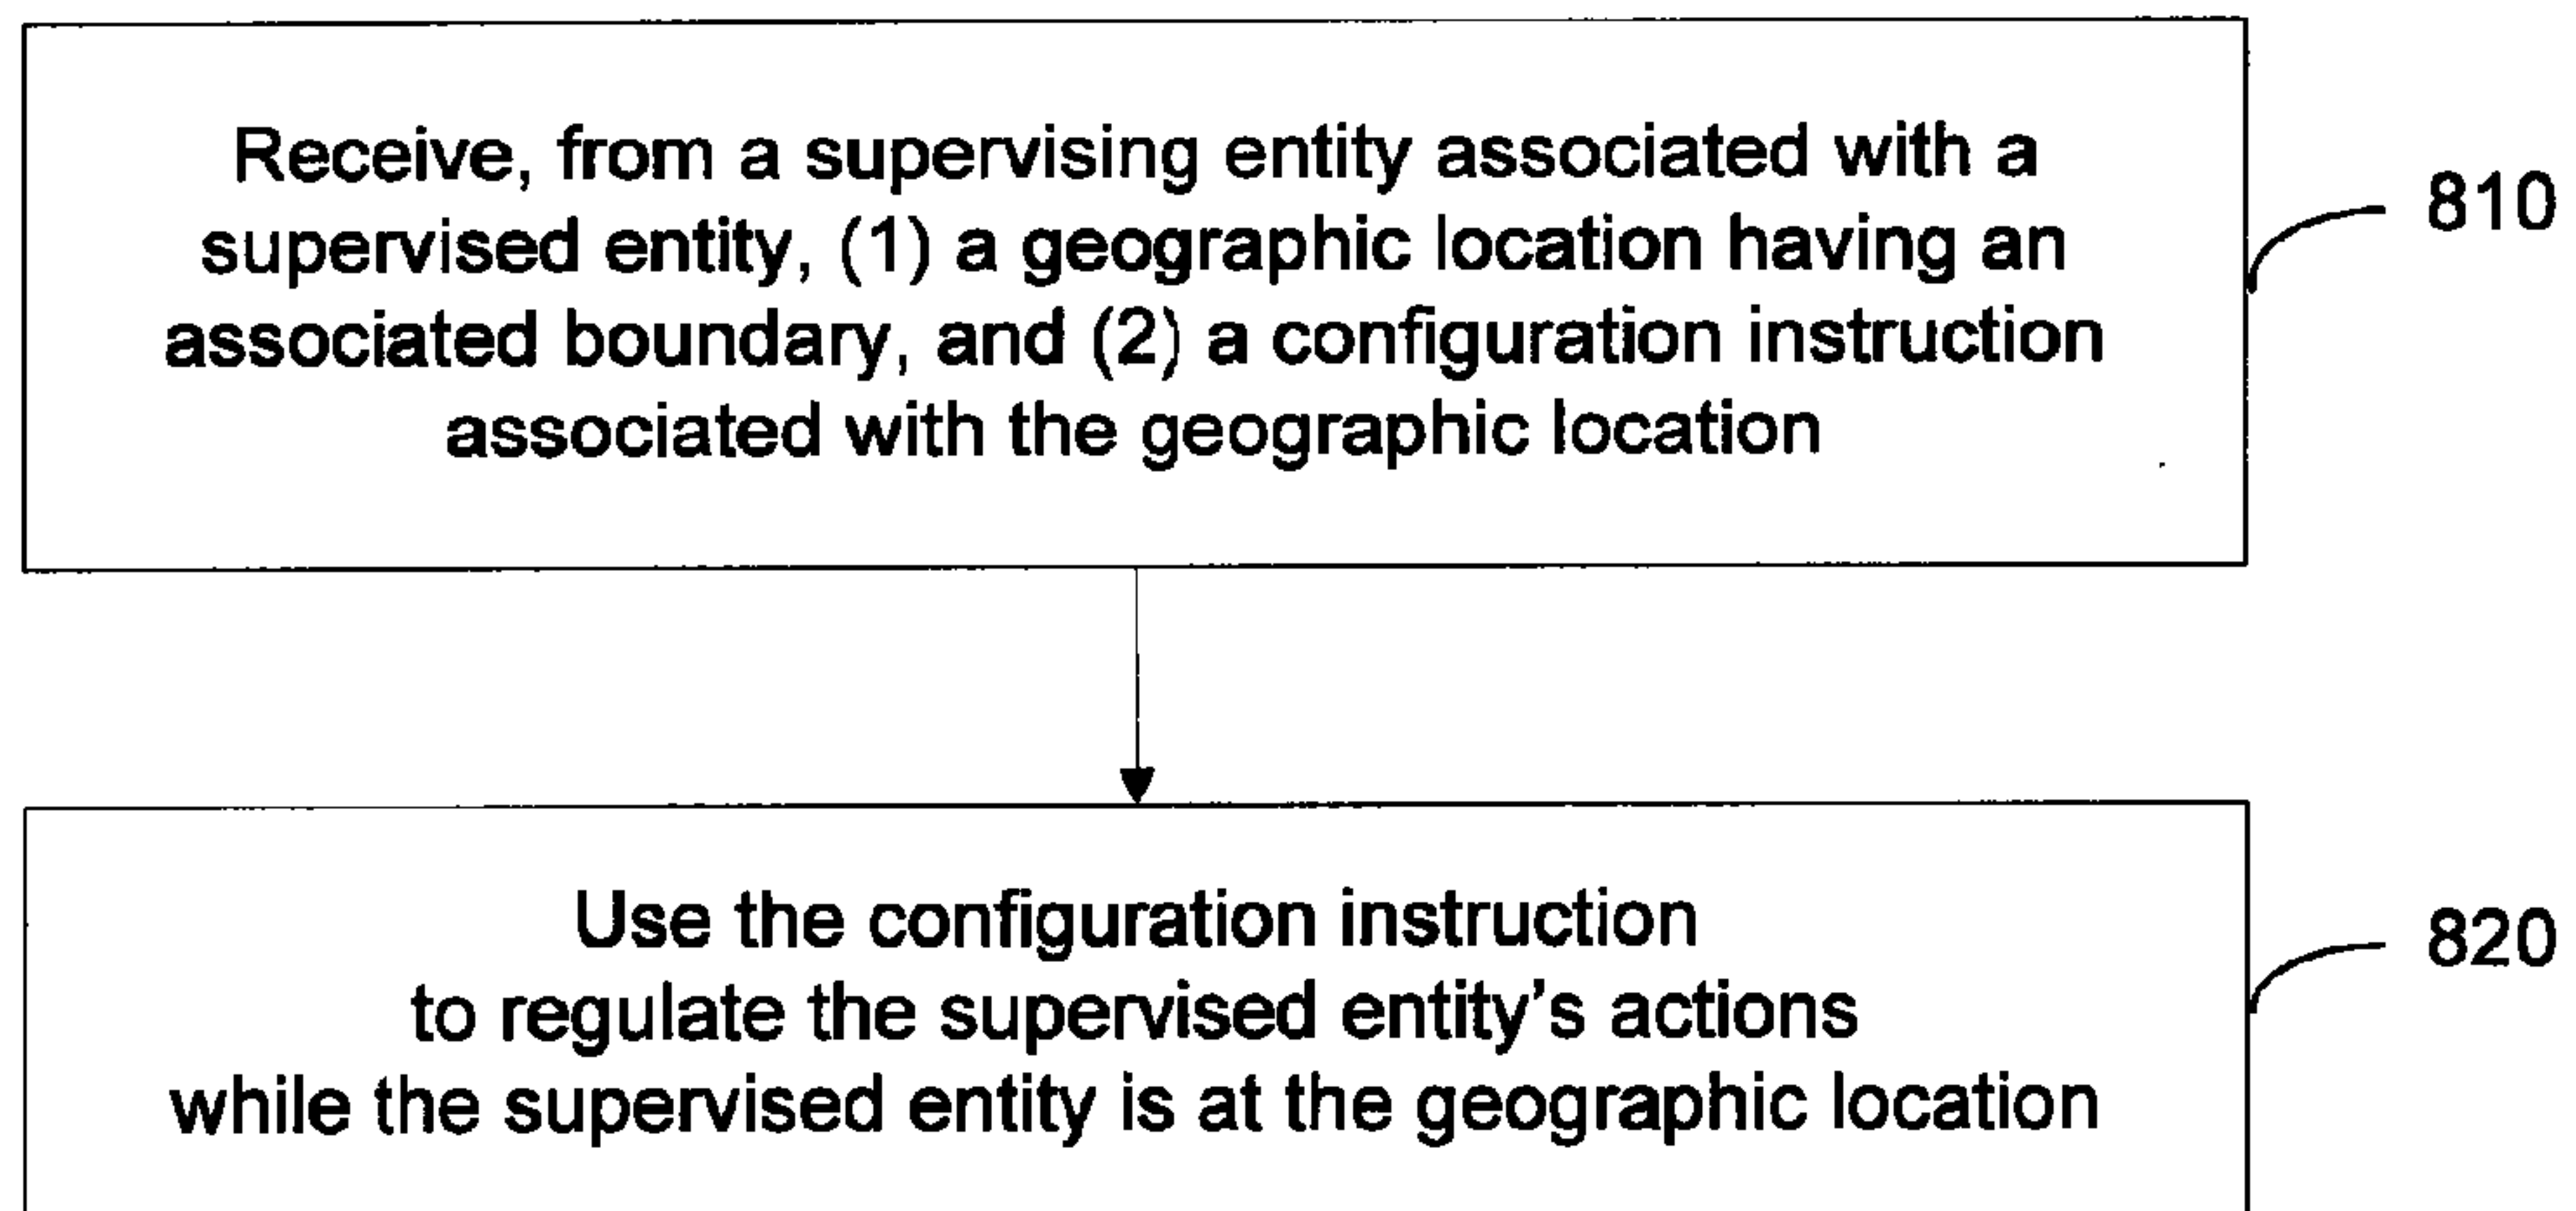 Receive, from a supervising entity associated with a
supervised entity, (1) a geographic location having an
associated boundary, and (2) a configuration instruction
associated with the geographic location
810
Use the configuration instruction
to regulate the supervised entity's actions
while the supervised entity is at the geographic location
820